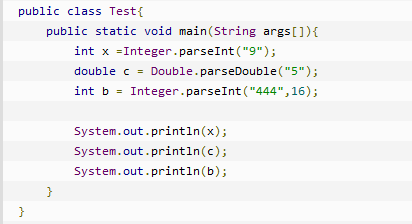 public class Test{
    public static void main(String args[]){
        int x =Integer.parseInt("9");
        double c = Double.parseDouble("5");
        int b = Integer.parseInt("444",16);

        System.out.println(x);
        System.out.println(c);
        System.out.println(b);
    }
}